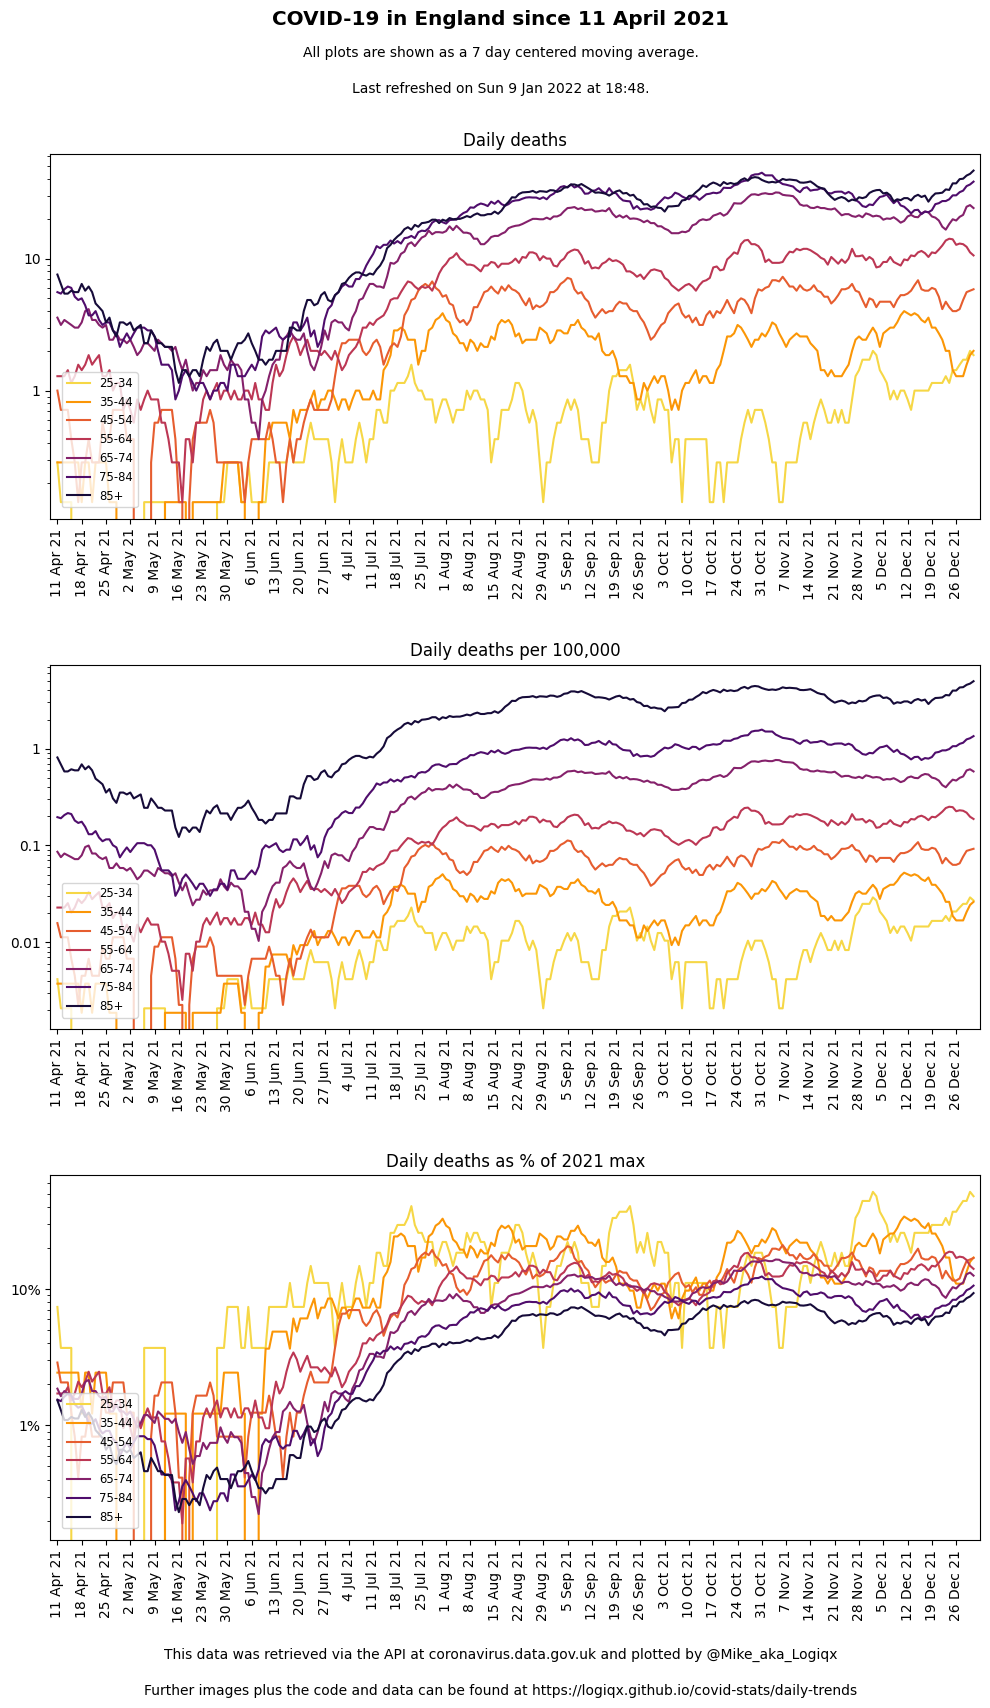 COVID-19 in England since 11 April 2021
All plots are shown as a 7 day centered moving average.
Last refreshed on Sun 9 Jan 2022 at 18:48.
Daily deaths
10
1
25-34
35-44
45-54
55-64
65-74
75-84
85+
11 Apr 21
18 Apr 21
25 Apr 21
2 May 21
9 May 21
16 May 21
23 May 21
30 May 21
6 Jun 21
13 Jun 21
20 Jun 21
27 Jun 21
4 Jul 21
11 Jul 21
18 Jul 21
25 Jul 21
1 Aug 21
8 Aug 21
15 Aug 21
22 Aug 21
29 Aug 21
5 Sep 21
12 Sep 21
19 Sep 21
26 Sep 21
3 Oct 21
10 Oct 21
17 Oct 21
24 Oct 21
31 Oct 21
7 Nov 21
14 Nov 21
21 Nov 21
28 Nov 21
5 Dec 21
12 Dec 21
19 Dec 21
26 Dec 21
Daily deaths per 100,000
1
0.1
0.01
25-34
35-44
45-54
55-64
65-74
75-84
85+
11 Apr 21
18 Apr 21
25 Apr 21
2 May 21
9 May 21
16 May 21
23 May 21
30 May 21
6 Jun 21
13 Jun 21
20 Jun 21
27 Jun 21
4 Jul 21
11 Jul 21
18 Jul 21
25 Jul 21
1 Aug 21
8 Aug 21
15 Aug 21
22 Aug 21
29 Aug 21
5 Sep 21
12 Sep 21
19 Sep 21
26 Sep 21
3 Oct 21
10 Oct 21
17 Oct 21
24 Oct 21
31 Oct 21
7 Nov 21
14 Nov 21
21 Nov 21
28 Nov 21
5 Dec 21
12 Dec 21
19 Dec 21
26 Dec 21
Daily deaths as % of 2021 max
10%
1%
25-34
35-44
45-54
55-64
65-74
75-84
85+
11 Apr 21
18 Apr 21
25 Apr 21
2 May 21
9 May 21
16 May 21
23 May 21
30 May 21
6 Jun 21
13 Jun 21
20 Jun 21
27 Jun 21
4 Jul 21
11 Jul 21
18 Jul 21
25 Jul 21
1 Aug 21
8 Aug 21
15 Aug 21
22 Aug 21
29 Aug 21
5 Sep 21
12 Sep 21
19 Sep 21
26 Sep 21
3 Oct 21
10 Oct 21
17 Oct 21
24 Oct 21
31 Oct 21
7 Nov 21
14 Nov 21
21 Nov 21
28 Nov 21
5 Dec 21
12 Dec 21
19 Dec 21
26 Dec 21
This data was retrieved via the API at coronavirus.data.gov.uk and plotted by @Mike_aka_Logiqx
Further images plus the code and data can be found at https://logiqx.github.io/covid-stats/daily-trends